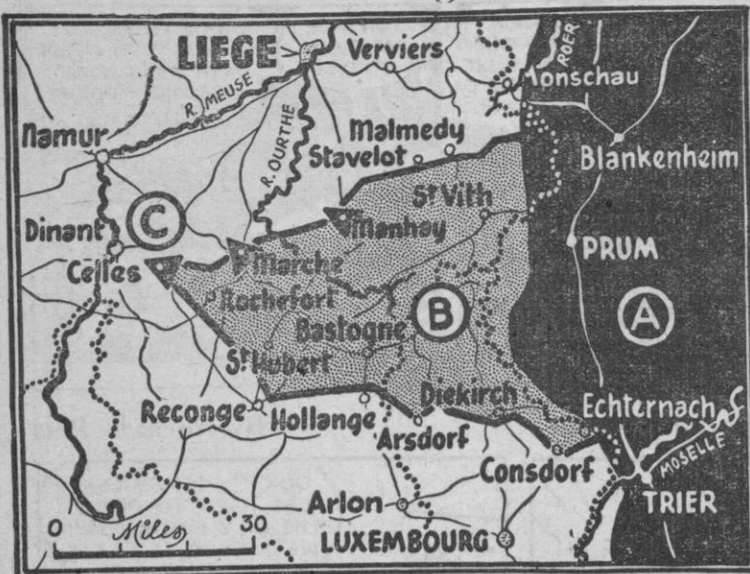 LIEGE
Verviers
ROER
Monschau
R. MEUSE
Namur
R. OURTHE
Malmedy
Stavelot
Blankenheim
St Vith
C
Dinant
Manhay
Celles
Marche
PRUM
Rochefort
Bastogne
B
A
St Hubert
Diekirch
Echternach
Reconge
Hollange
Arsdorf
MOSELLE
Consdorf
TRIER
Arlon
0 Miles 30
LUXEMBOURG